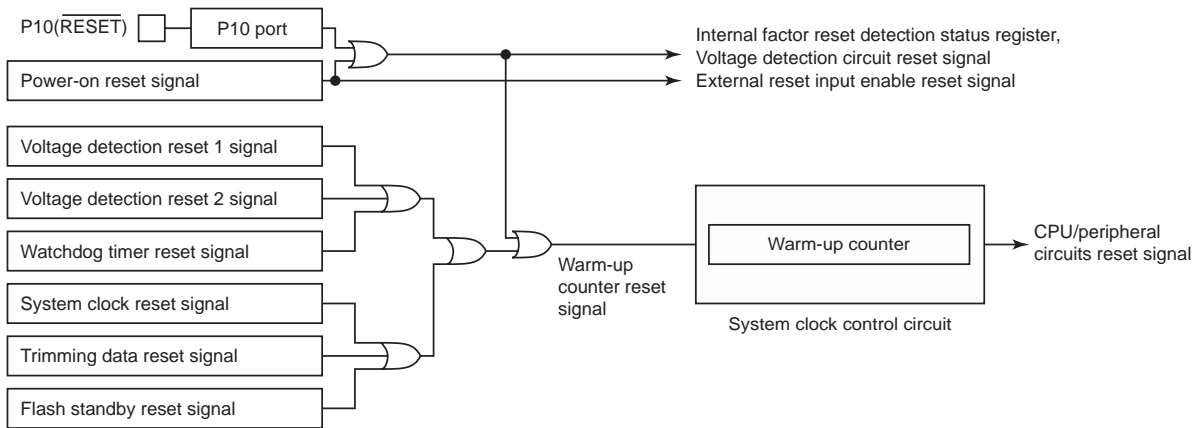 P10(RESET)
P10 port
Power-on reset signal
Internal factor reset detection status register,
Voltage detection circuit reset signal
External reset input enable reset signal
Voltage detection reset 1 signal
Voltage detection reset 2 signal
Watchdog timer reset signal
System clock reset signal
Trimming data reset signal
Flash standby reset signal
Warm-up
counter reset
signal
Warm-up counter
System clock control circuit
CPU/peripheral
circuits reset signal